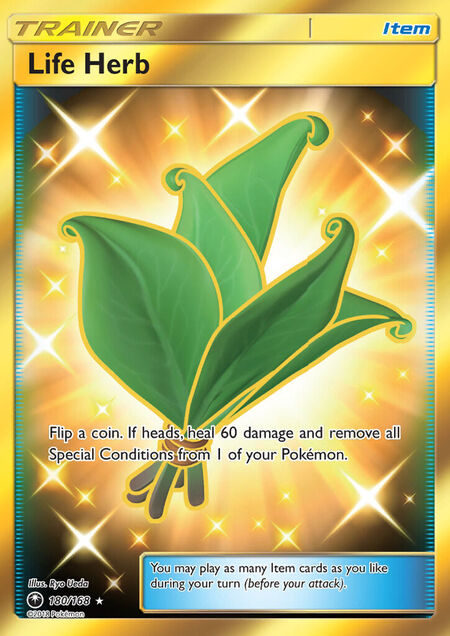 TRAINER
Item
Life Herb
Flip a coin. If heads, heal 60 damage and remove all
Special Conditions from 1 of your Pokémon.
You may play as many Item cards as you like
during your turn (before your attack).
Illus. Ryo Ueda
180/168 ★
©2018 Pokémon